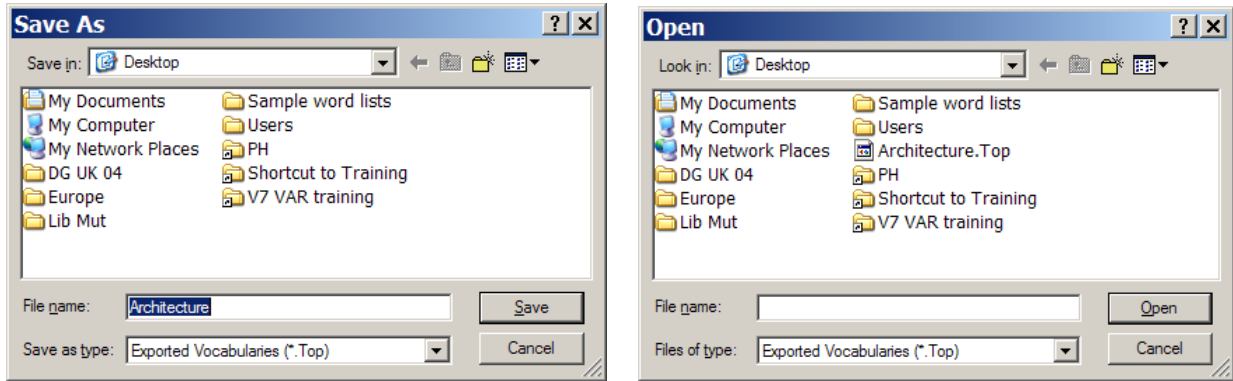 Save As
Save in: Desktop
My Documents
My Computer
My Network Places
DG UK 04
Europe
Lib Mut
Sample word lists
Users
PH
Shortcut to Training
V7 VAR training
File name: Architecture Save
Save as type: Exported Vocabularies (*.Top) Cancel
Open
Look in: Desktop
My Documents
My Computer
My Network Places
DG UK 04
Europe
Lib Mut
Sample word lists
Users
Architecture.Top
PH
Shortcut to Training
V7 VAR training
File name: Open
Files of type: Exported Vocabularies (*.Top) Cancel